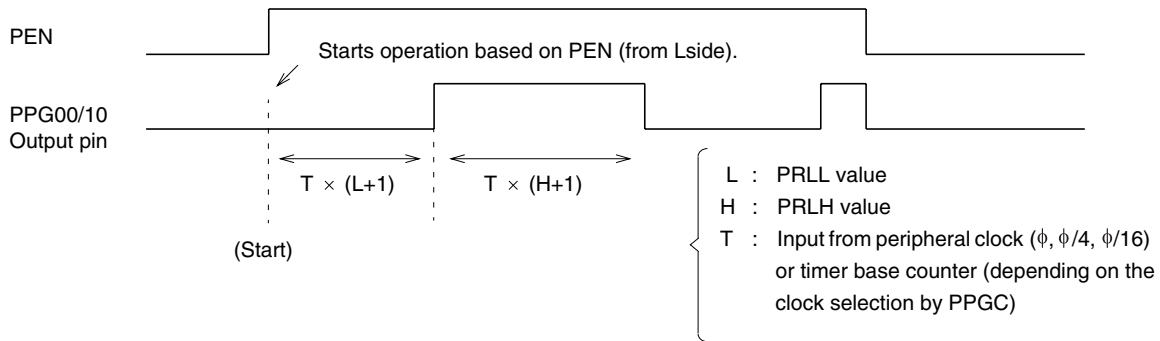 PEN
Starts operation based on PEN (from Lside).
PPG00/10
Output pin
T × (L+1)
T × (H+1)
(Start)
L : PRLL value
H : PRLH value
T : Input from peripheral clock (ϕ, ϕ/4, ϕ/16)
or timer base counter (depending on the
clock selection by PPGC)